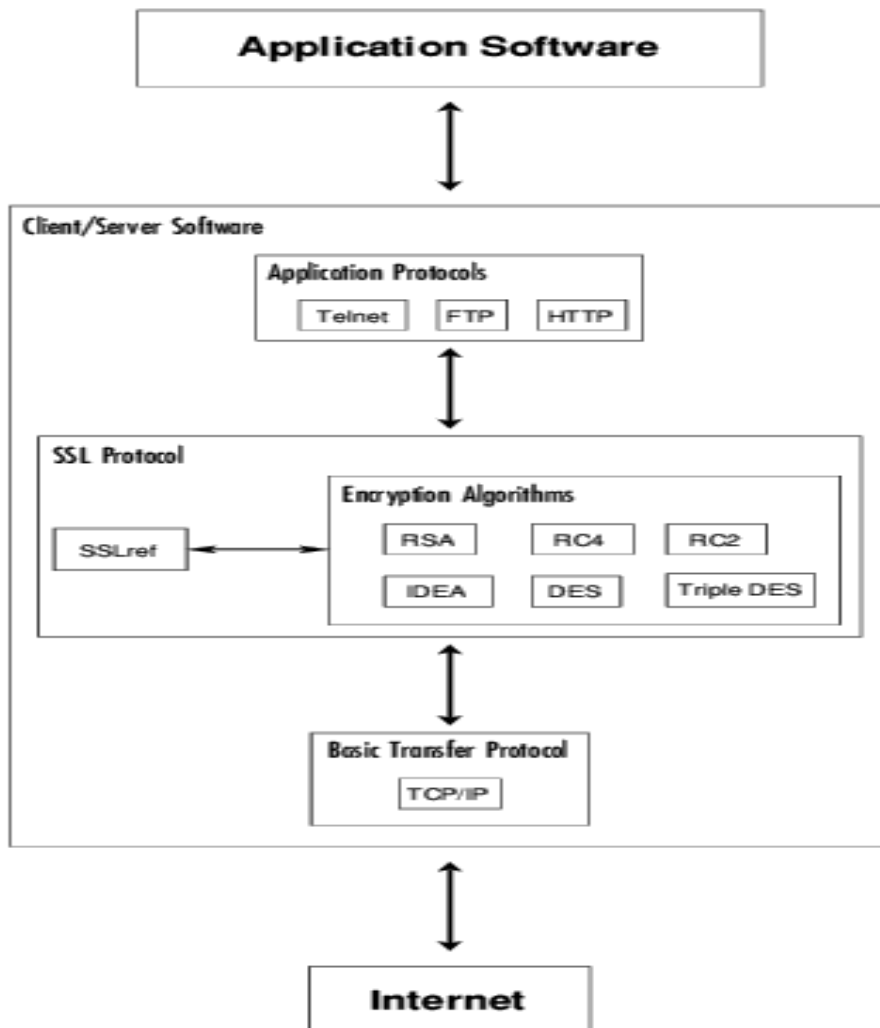 Application Software
Client/Server Software
Application Protocols
Telnet FTP HTTP
SSL Protocol
Encryption Algorithms
SSLref
RSA RC4 RC2
IDEA DES Triple DES
Basic Transfer Protocol
TCP/IP
Internet